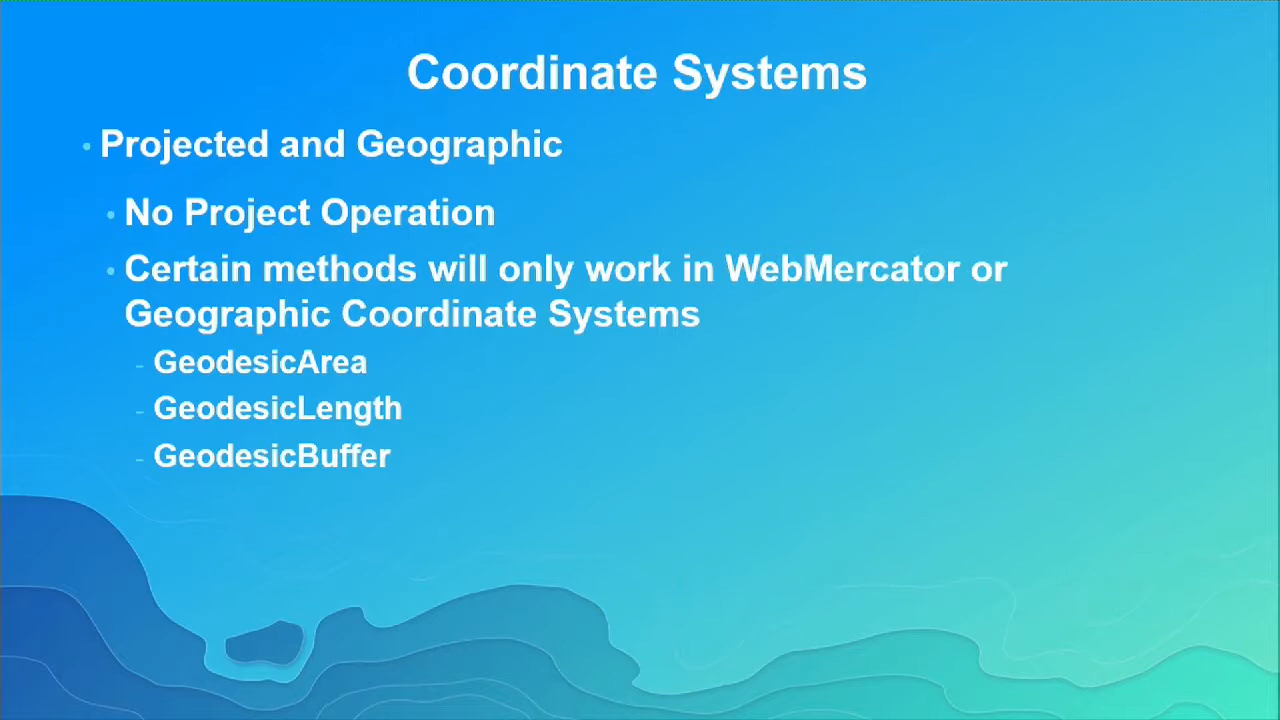 Coordinate Systems
• Projected and Geographic
• No Project Operation
• Certain methods will only work in WebMercator or
Geographic Coordinate Systems
- GeodesicArea
- GeodesicLength
- GeodesicBuffer